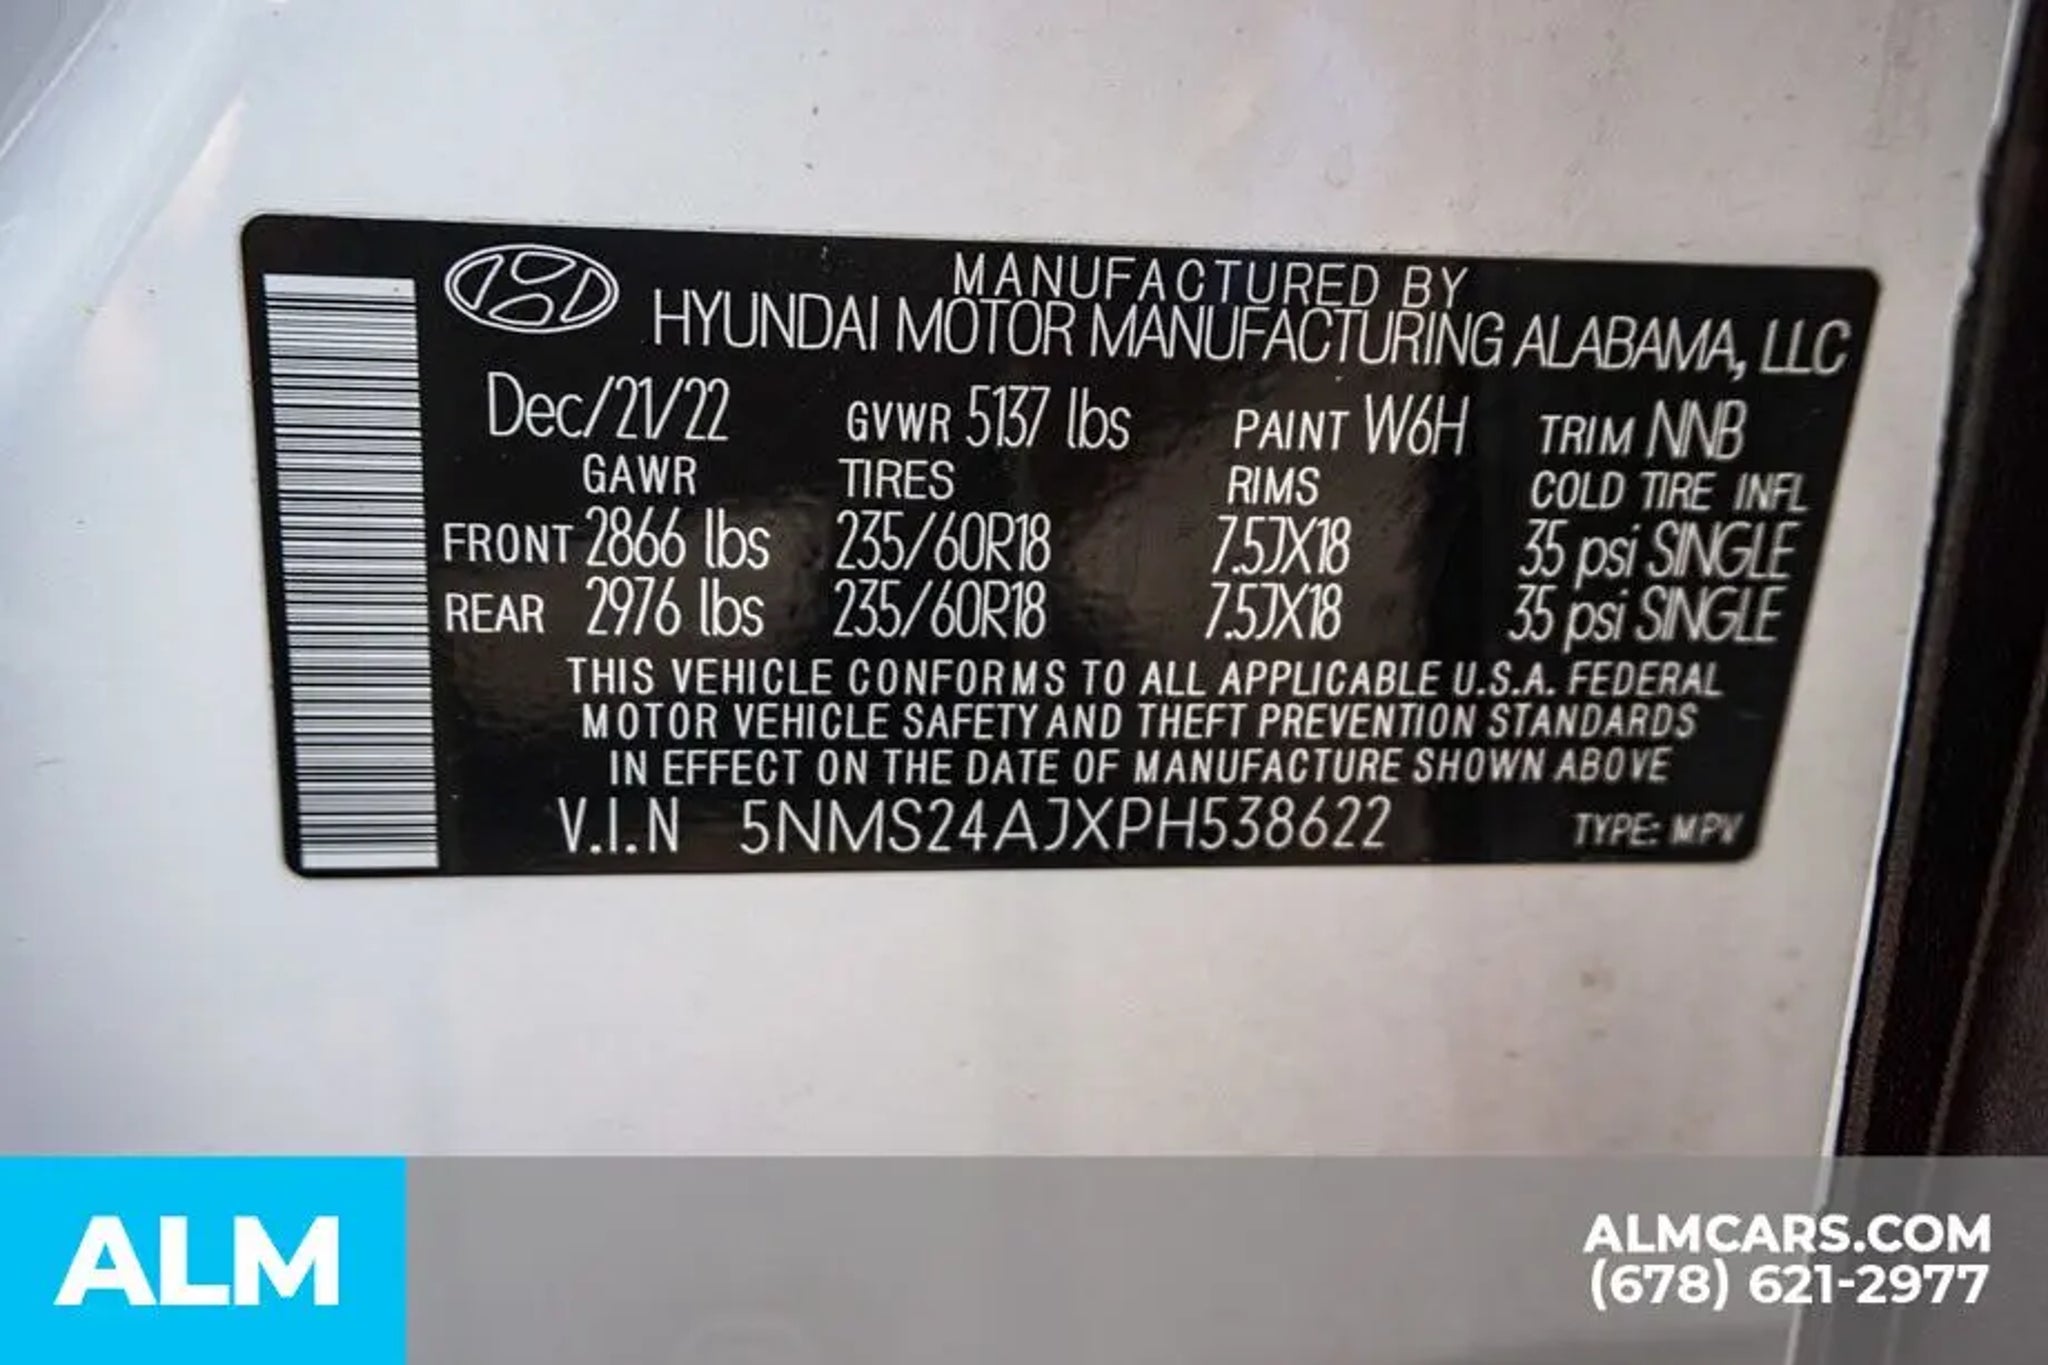 MANUFACTURED BY
HYUNDAI MOTOR MANUFACTURING ALABAMA, LLC
Dec/21/22 GVWR 5137 lbs PAINT W6H TRIM NNB
GAWR TIRES RIMS COLD TIRE INFL
FRONT 2866 lbs 235/60R18 7.5JX18 35 psi SINGLE
REAR 2976 lbs 235/60R18 7.5JX18 35 psi SINGLE
THIS VEHICLE CONFORMS TO ALL APPLICABLE U.S.A. FEDERAL
MOTOR VEHICLE SAFETY AND THEFT PREVENTION STANDARDS
IN EFFECT ON THE DATE OF MANUFACTURE SHOWN ABOVE
V.I.N 5NMS24AJXPH538622 TYPE: MPV
ALM
ALMCARS.COM
(678) 621-2977